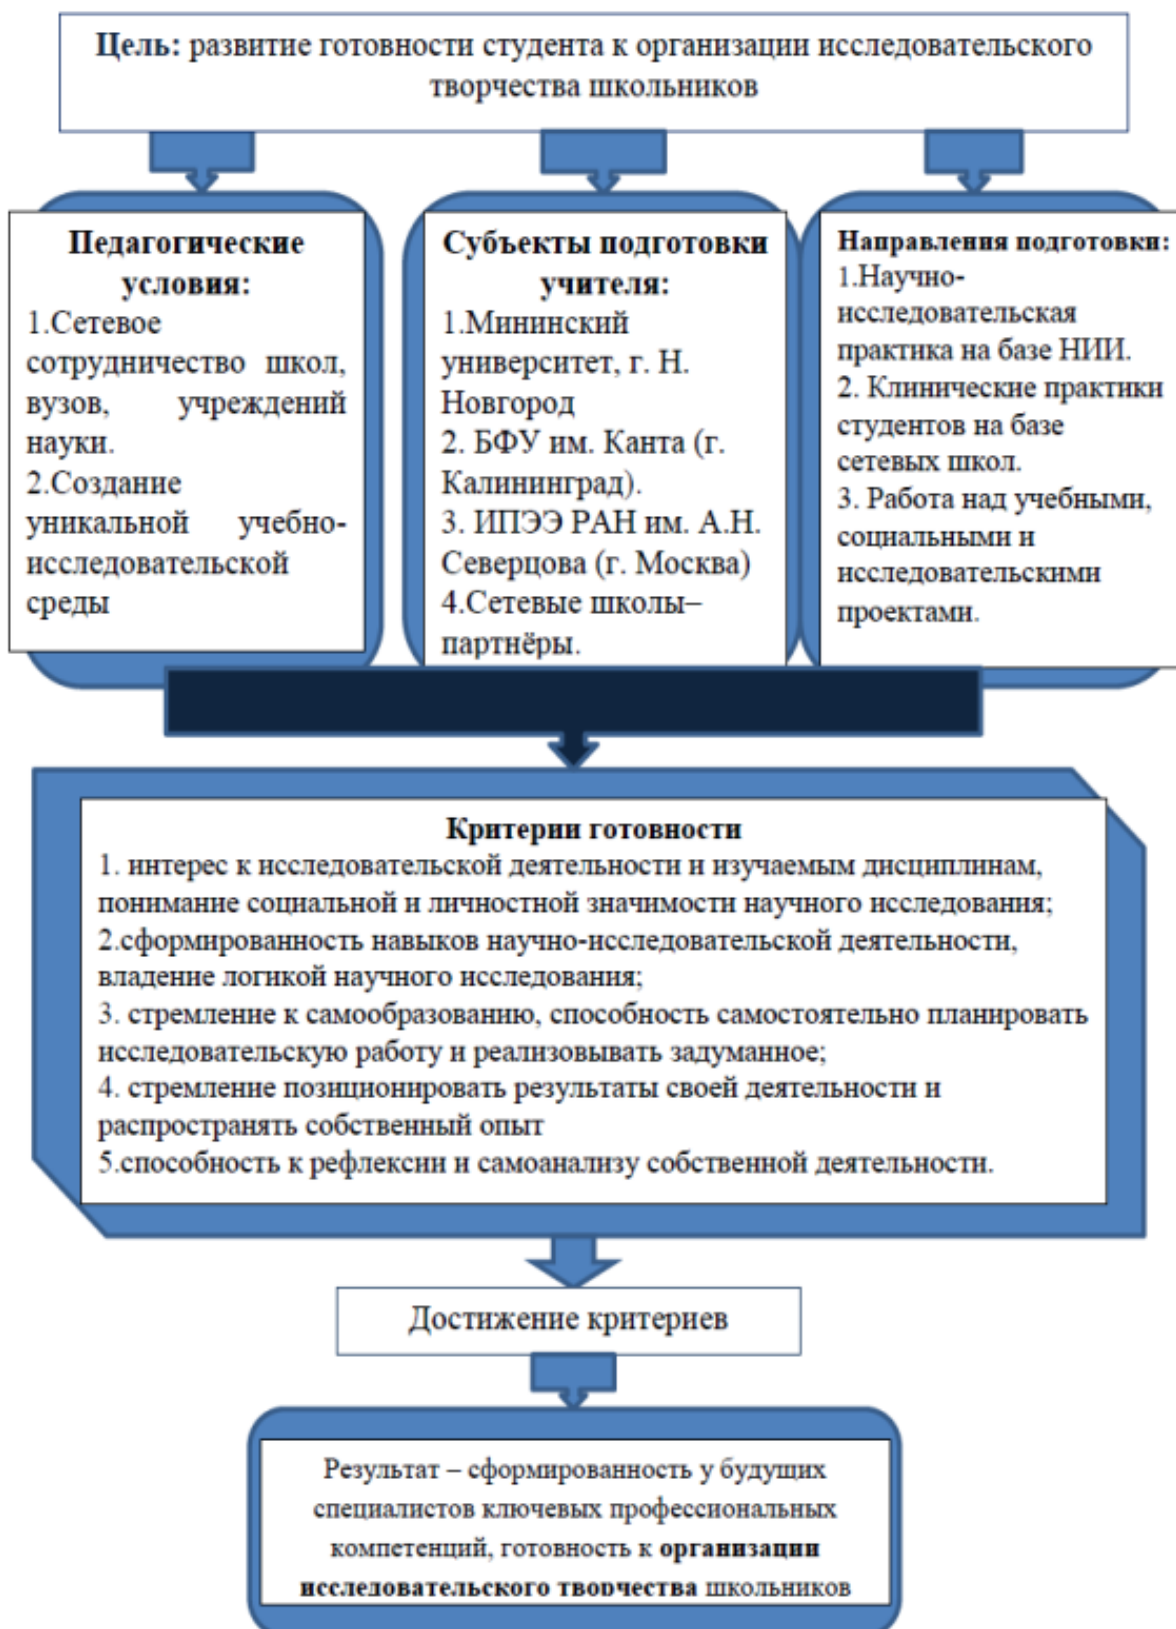 Цель: развитие готовности студента к организации исследовательского
творчества школьников
Педагогические
условия:
1.Сетевое
сотрудничество школ,
вузов, учреждений
науки.
2.Создание
уникальной учебно-
исследовательской
среды
Субъекты подготовки
учителя:
1.Мининский
университет, г. Н.
Новгород
2. БФУ им. Канта (г.
Калининград).
3. ИПЭЭ РАН им. А.Н.
Северцова (г. Москва)
4.Сетевые школы–
партнёры.
Направления подготовки:
1.Научно-
исследовательская
практика на базе НИИ.
2. Клинические практики
студентов на базе
сетевых школ.
3. Работа над учебными,
социальными и
исследовательскими
проектами.
Критерии готовности
1. интерес к исследовательской деятельности и изучаемым дисциплинам,
понимание социальной и личностной значимости научного исследования;
2.сформированность навыков научно-исследовательской деятельности,
владение логикой научного исследования;
3. стремление к самообразованию, способность самостоятельно планировать
исследовательскую работу и реализовывать задуманное;
4. стремление позиционировать результаты своей деятельности и
распространять собственный опыт
5.способность к рефлексии и самоанализу собственной деятельности.
Достижение критериев
Результат – сформированность у будущих
специалистов ключевых профессиональных
компетенций, готовность к организации
исследовательского творчества школьников